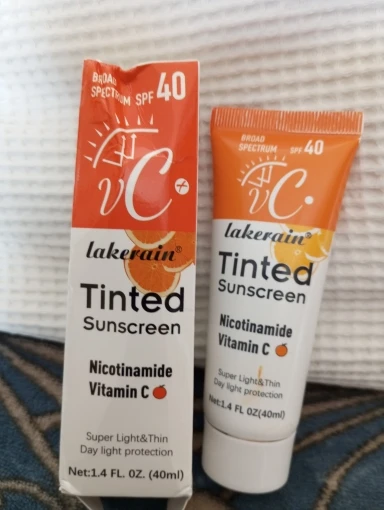 BROAD
SPECTRUM SPF 40
VC
lakerain®
Tinted
Sunscreen
Nicotinamide
Vitamin C
Super Light&Thin
Day light protection
Net:1.4 FL. OZ. (40ml)
BROAD
SPECTRUM SPF 40
VC
lakerain®
Tinted
Sunscreen
Nicotinamide
Vitamin C
Super Light&Thin
Day light protection
Net:1.4 FL OZ(40ml)